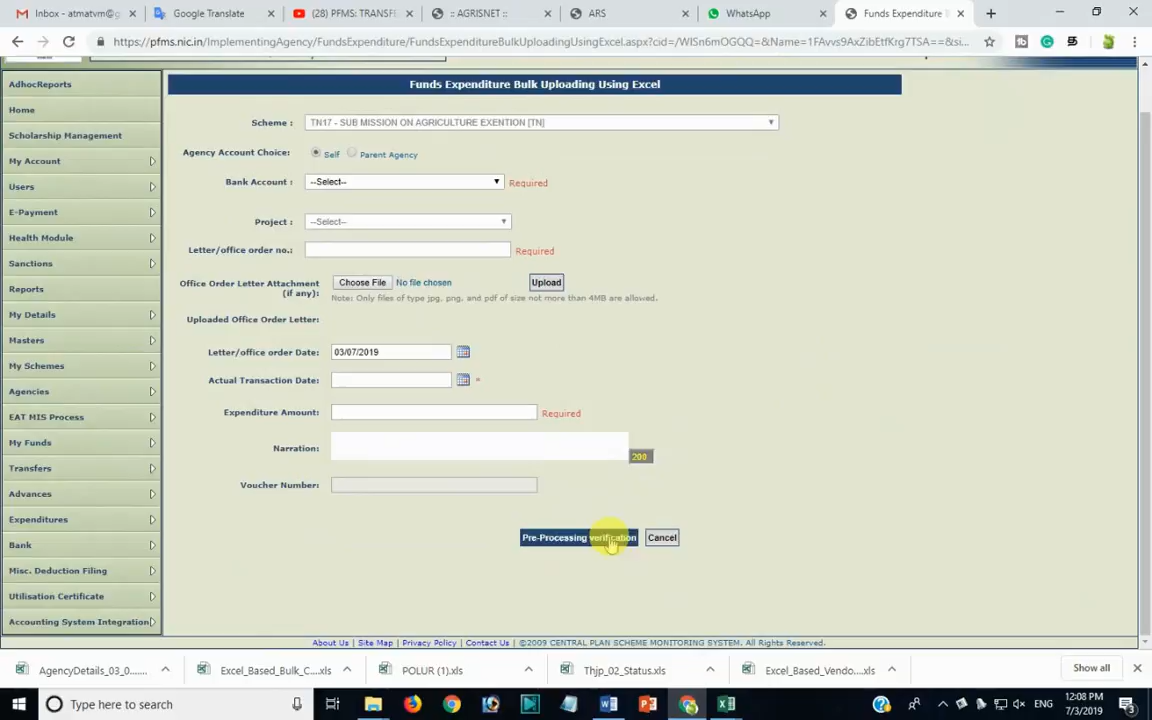 Inbox - atmatvm@g
Google Translate
(28) PFMS: TRANSFE
:: AGRISNET ::
ARS
WhatsApp
Funds Expenditure
https://pfms.nic.in/ImplementingAgency/FundsExpenditure/FundsExpenditureBulkUploadingUsingExcel.aspx?cid=/WISn6mOGQQ=&Name=1FAvvs9AxZibEtfKrg7TSA==&si...
Funds Expenditure Bulk Uploading Using Excel
AdhocReports
Home
Scholarship Management
My Account
Users
E-Payment
Health Module
Sanctions
Reports
My Details
Masters
My Schemes
Agencies
EAT MIS Process
My Funds
Transfers
Advances
Expenditures
Bank
Misc. Deduction Filing
Utilisation Certificate
Accounting System Integration
Scheme : TN17 - SUB MISSION ON AGRICULTURE EXENTION [TN]
Agency Account Choice: Self Parent Agency
Bank Account : --Select-- Required
Project : --Select--
Letter/office order no.: Required
Office Order Letter Attachment (if any): Choose File No file chosen Upload
Note: Only files of type jpg, png, and pdf of size not more than 4MB are allowed.
Uploaded Office Order Letter:
Letter/office order Date: 03/07/2019
Actual Transaction Date: *
Expenditure Amount: Required
Narration: 200
Voucher Number:
Pre-Processing verification Cancel
About Us | Site Map | Privacy Policy | Contact Us | ©2009 CENTRAL PLAN SCHEME MONITORING SYSTEM. All Rights Reserved.
AgencyDetails_03_0....xls
Excel_Based_Bulk_C....xls
POLUR (1).xls
Thjp_02_Status.xls
Excel_Based_Vendo....xls
Show all
Type here to search
ENG
12:08 PM
7/3/2019
3